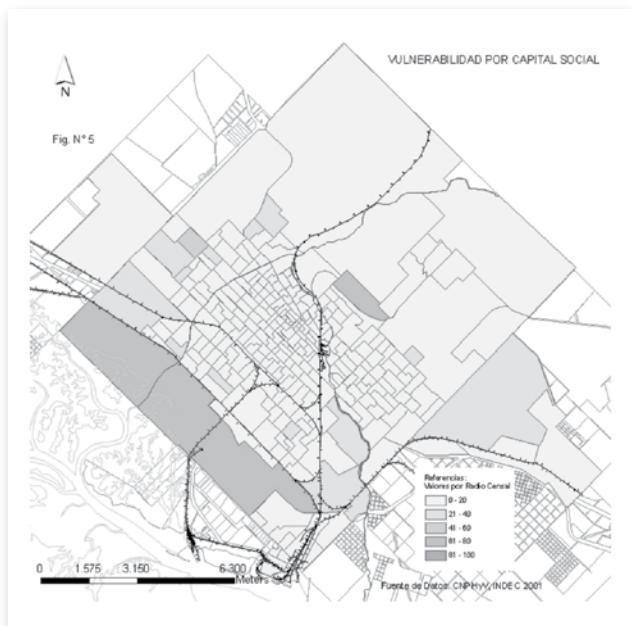 VULNERABILIDAD POR CAPITAL SOCIAL
N
Fig. N° 5
Referencias:
Valores por Radio Censal
0 - 20
21 - 40
41 - 60
61 - 80
81 - 100
0 1.575 3.150 6.300
Meters
Fuente de Datos: CNPHyV, INDEC 2001